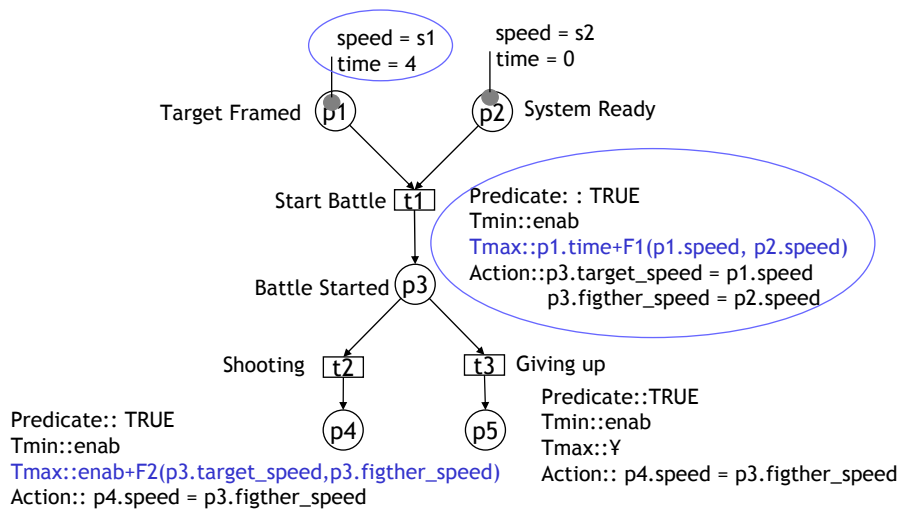 speed = s1
time = 4
speed = s2
time = 0
Target Framed
p1
p2
System Ready
Start Battle
t1
Predicate: : TRUE
Tmin::enab
Tmax::p1.time+F1(p1.speed, p2.speed)
Action::p3.target_speed = p1.speed
p3.figther_speed = p2.speed
Battle Started
p3
Shooting
t2
t3
Giving up
Predicate:: TRUE
Tmin::enab
Tmax::enab+F2(p3.target_speed,p3.figther_speed)
Action:: p4.speed = p3.figther_speed
p4
p5
Predicate::TRUE
Tmin::enab
Tmax::¥
Action:: p4.speed = p3.figther_speed